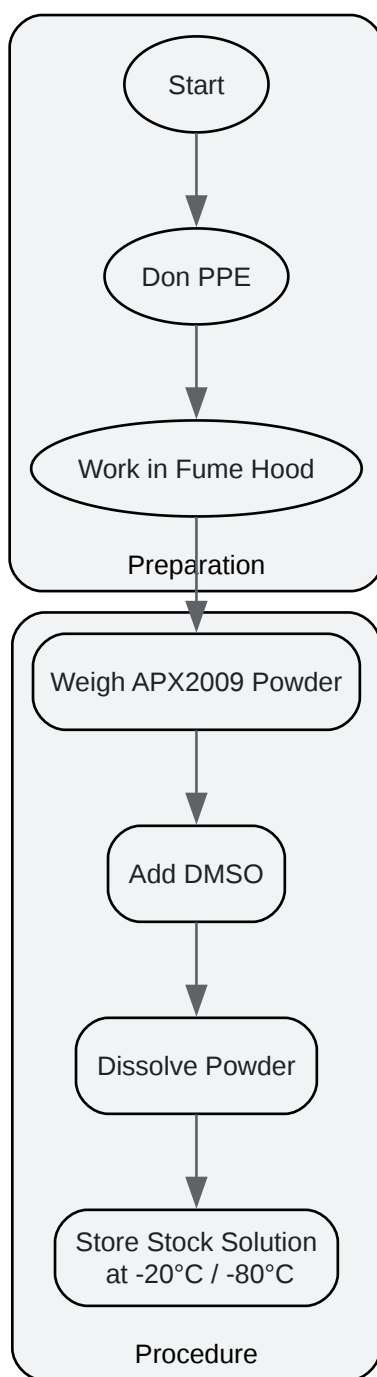 Start
Don PPE
Work in Fume Hood
Preparation
Weigh APX2009 Powder
Add DMSO
Dissolve Powder
Store Stock Solution
at -20°C / -80°C
Procedure